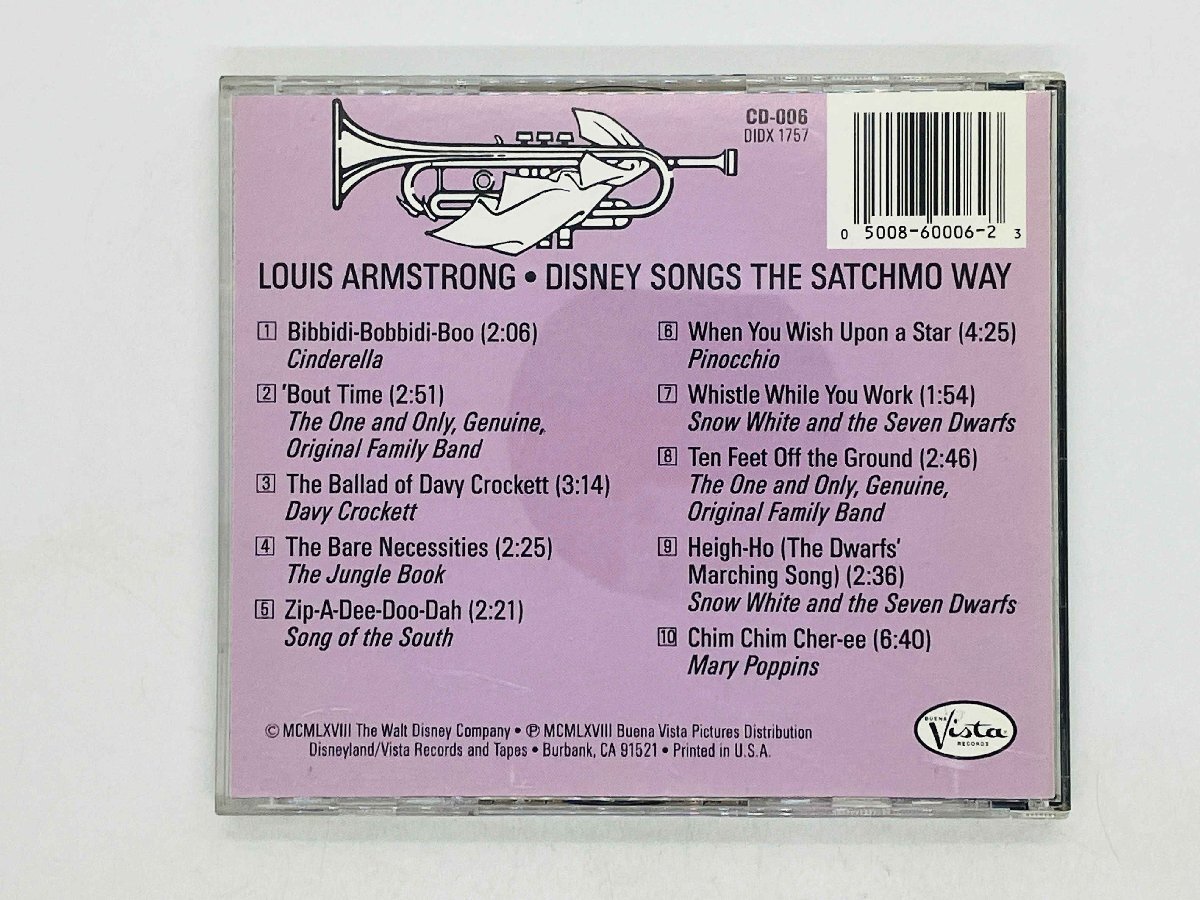 CD-006
DIDX 1757
0 5008-60006-2 3
LOUIS ARMSTRONG • DISNEY SONGS THE SATCHMO WAY
1 Bibbidi-Bobbidi-Boo (2:06)
Cinderella
2 'Bout Time (2:51)
The One and Only, Genuine,
Original Family Band
3 The Ballad of Davy Crockett (3:14)
Davy Crockett
4 The Bare Necessities (2:25)
The Jungle Book
5 Zip-A-Dee-Doo-Dah (2:21)
Song of the South
6 When You Wish Upon a Star (4:25)
Pinocchio
7 Whistle While You Work (1:54)
Snow White and the Seven Dwarfs
8 Ten Feet Off the Ground (2:46)
The One and Only, Genuine,
Original Family Band
9 Heigh-Ho (The Dwarfs'
Marching Song) (2:36)
Snow White and the Seven Dwarfs
10 Chim Chim Cher-ee (6:40)
Mary Poppins
© MCMLXVIII The Walt Disney Company • ℗ MCMLXVIII Buena Vista Pictures Distribution
Disneyland/Vista Records and Tapes • Burbank, CA 91521 • Printed in U.S.A.
BUENA
Vista
RECORDS